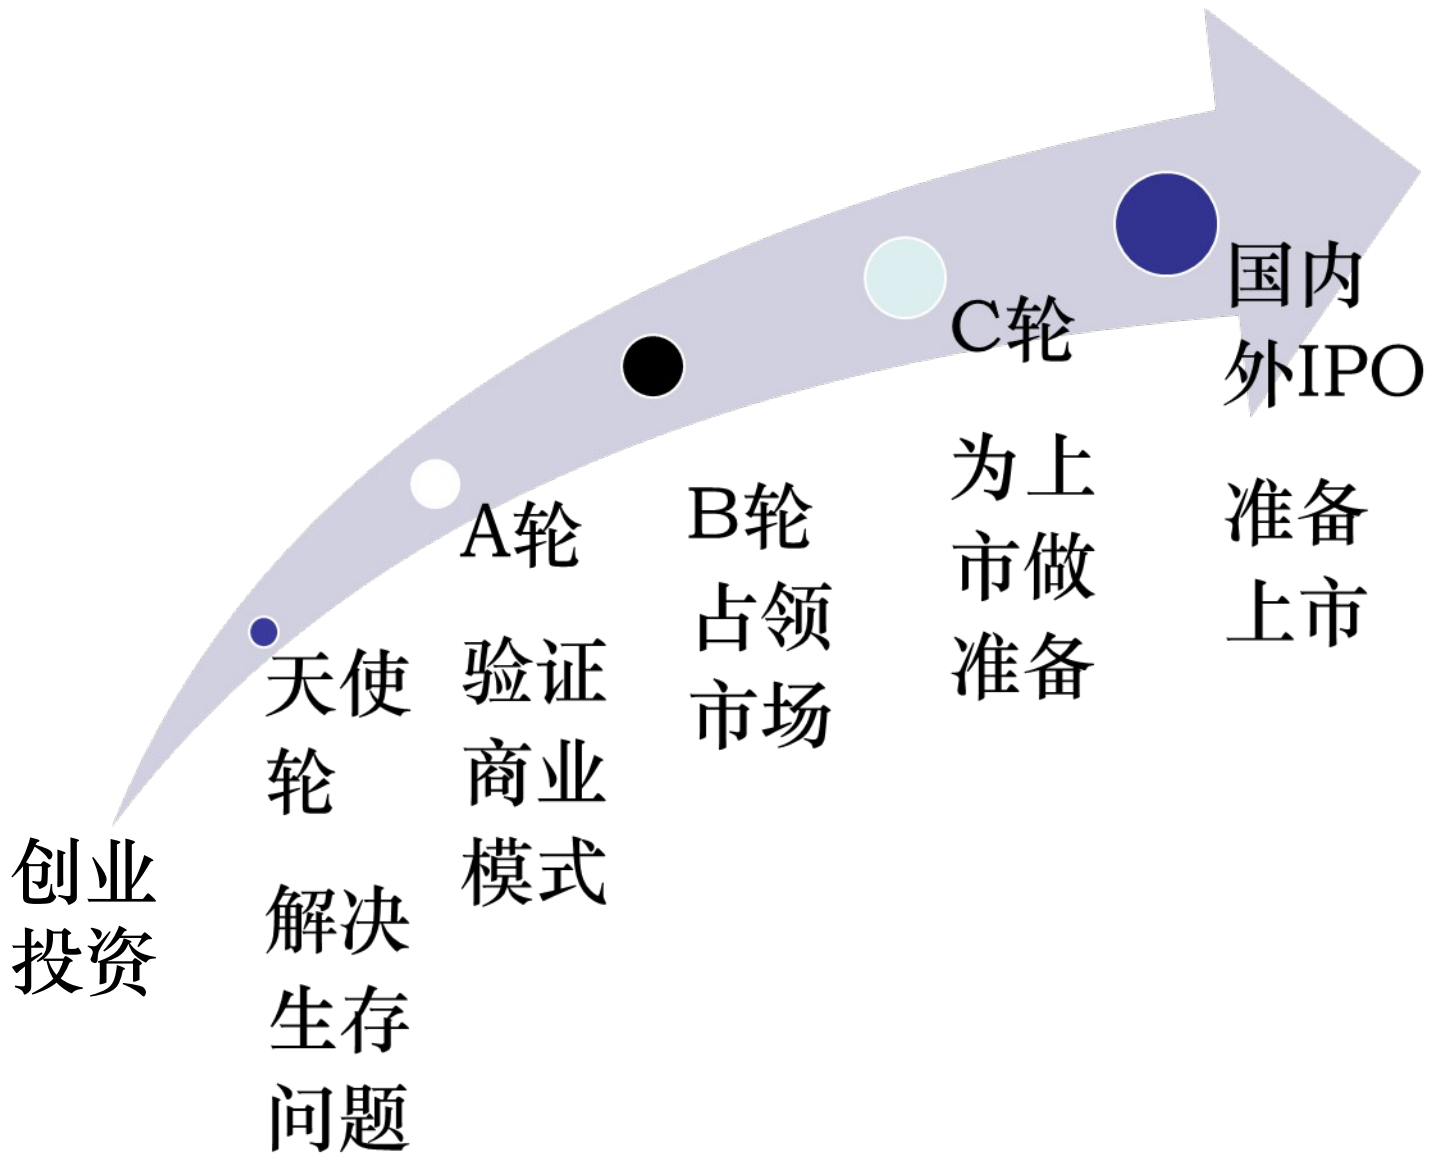 创业
投资
天使
轮
解决
生存
问题
A轮
验证
商业
模式
B轮
占领
市场
C轮
为上
市做
准备
国内
外IPO
准备
上市